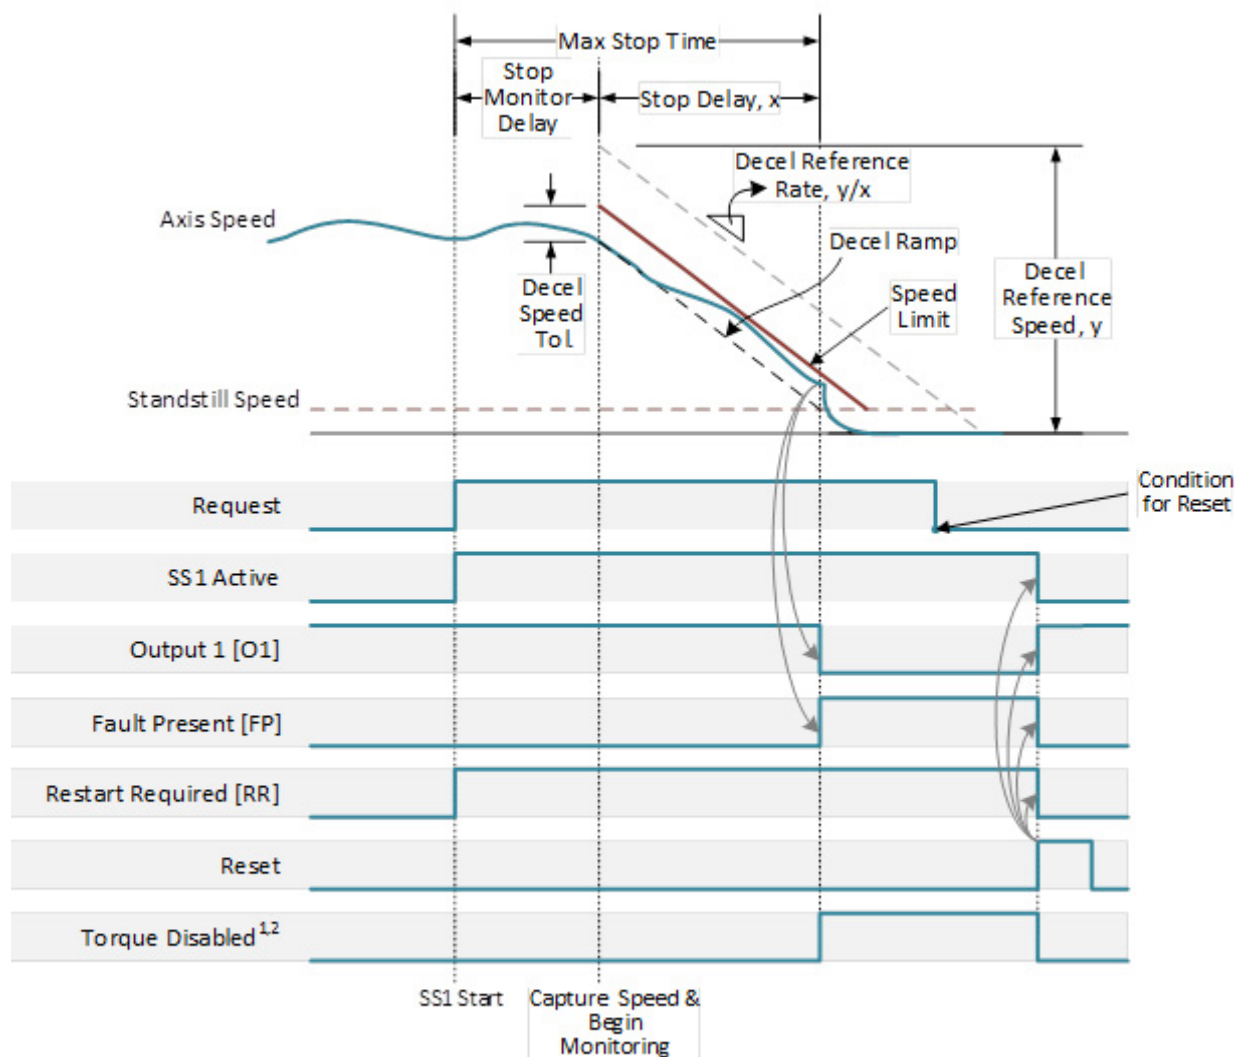 Max Stop Time
Stop
Monitor
Delay
Stop Delay, x
Decel Reference
Rate, y/x
Axis Speed
Decel Ramp
Decel
Speed
Tol.
Speed
Limit
Decel
Reference
Speed, y
Standstill Speed
Request
Condition
for Reset
SS1 Active
Output 1 [O1]
Fault Present [FP]
Restart Required [RR]
Reset
Torque Disabled1,2
SS1 Start
Capture Speed &
Begin
Monitoring